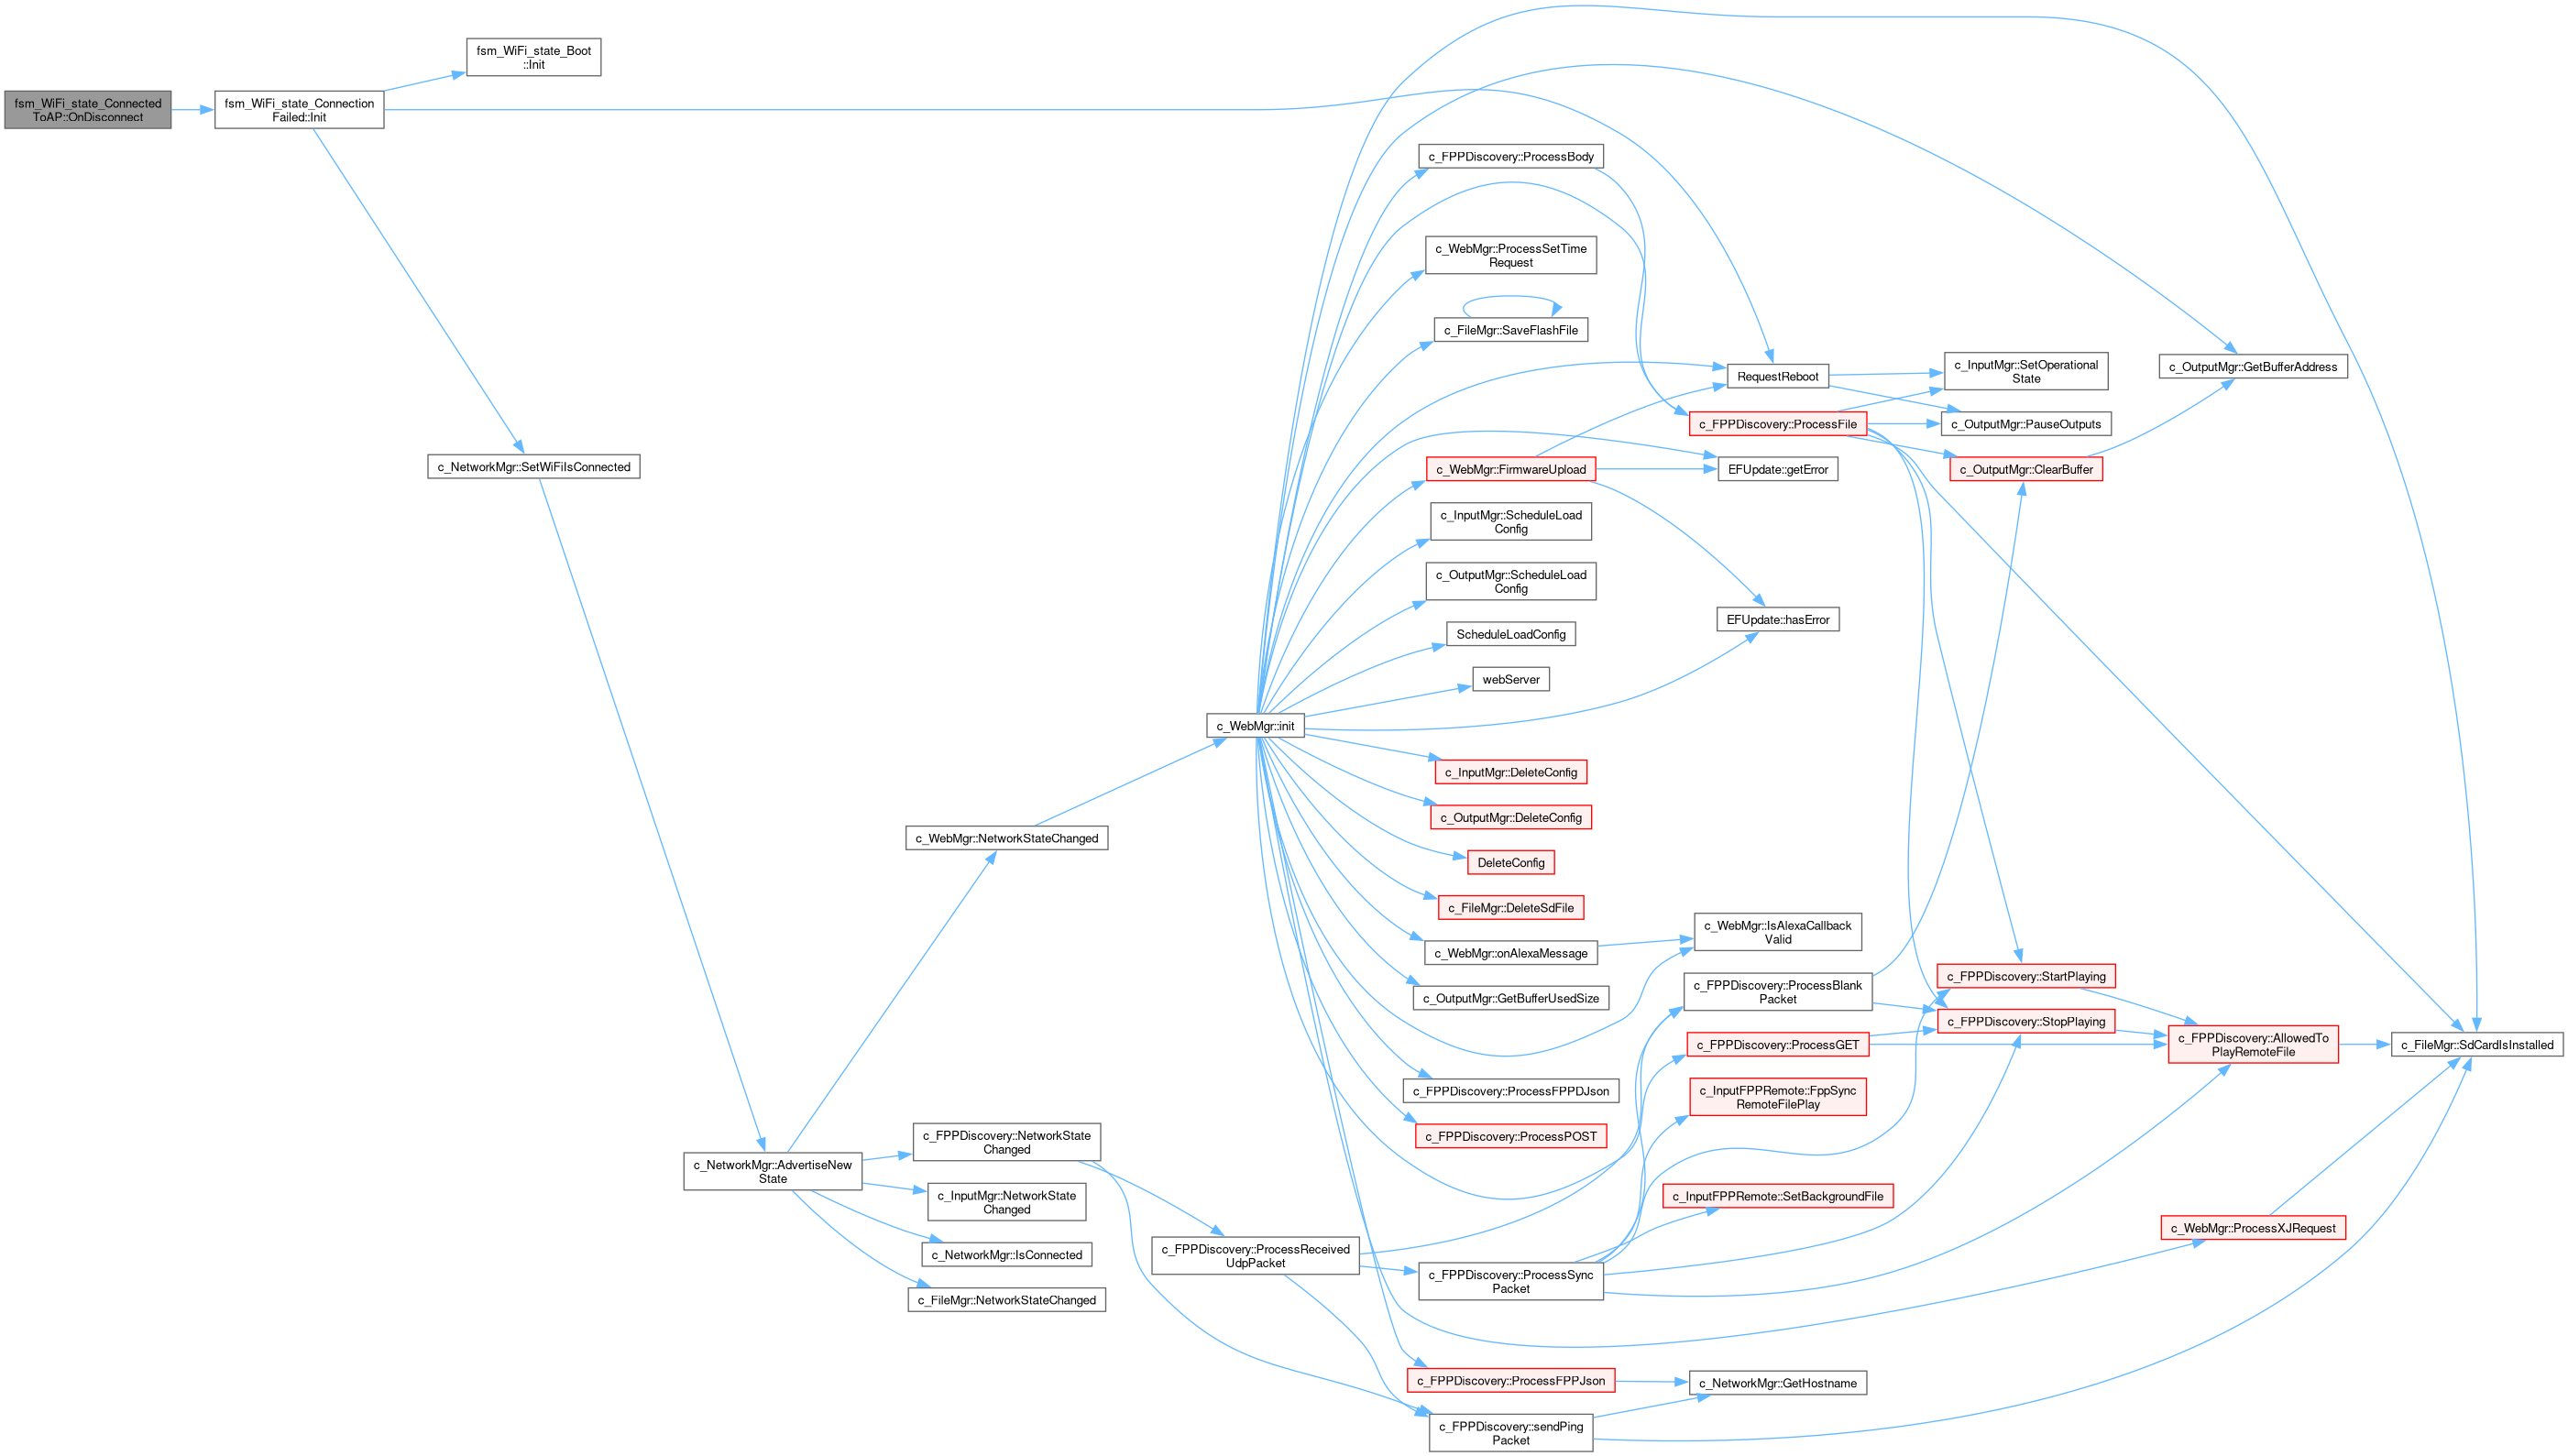 fsm_WiFi_state_Connected
ToAP::OnDisconnect
fsm_WiFi_state_Connection
Failed::Init
fsm_WiFi_state_Boot
::Init
c_NetworkMgr::SetWiFiIsConnected
c_NetworkMgr::AdvertiseNew
State
c_WebMgr::NetworkStateChanged
c_FPPDiscovery::NetworkState
Changed
c_InputMgr::NetworkState
Changed
c_NetworkMgr::IsConnected
c_FileMgr::NetworkStateChanged
c_WebMgr::init
c_FPPDiscovery::ProcessReceived
UdpPacket
c_FPPDiscovery::ProcessBody
c_WebMgr::ProcessSetTime
Request
c_FileMgr::SaveFlashFile
c_WebMgr::FirmwareUpload
c_InputMgr::ScheduleLoad
Config
c_OutputMgr::ScheduleLoad
Config
ScheduleLoadConfig
webServer
c_InputMgr::DeleteConfig
c_OutputMgr::DeleteConfig
DeleteConfig
c_FileMgr::DeleteSdFile
c_WebMgr::onAlexaMessage
c_OutputMgr::GetBufferUsedSize
c_FPPDiscovery::ProcessFPPDJson
c_FPPDiscovery::ProcessPOST
c_FPPDiscovery::ProcessSync
Packet
c_FPPDiscovery::ProcessFPPJson
c_FPPDiscovery::sendPing
Packet
RequestReboot
c_FPPDiscovery::ProcessFile
EFUpdate::getError
EFUpdate::hasError
c_WebMgr::IsAlexaCallback
Valid
c_FPPDiscovery::ProcessBlank
Packet
c_FPPDiscovery::ProcessGET
c_InputFPPRemote::FppSync
RemoteFilePlay
c_InputFPPRemote::SetBackgroundFile
c_NetworkMgr::GetHostname
c_InputMgr::SetOperational
State
c_OutputMgr::PauseOutputs
c_OutputMgr::ClearBuffer
c_FPPDiscovery::StartPlaying
c_FPPDiscovery::StopPlaying
c_OutputMgr::GetBufferAddress
c_FPPDiscovery::AllowedTo
PlayRemoteFile
c_WebMgr::ProcessXJRequest
c_FileMgr::SdCardIsInstalled